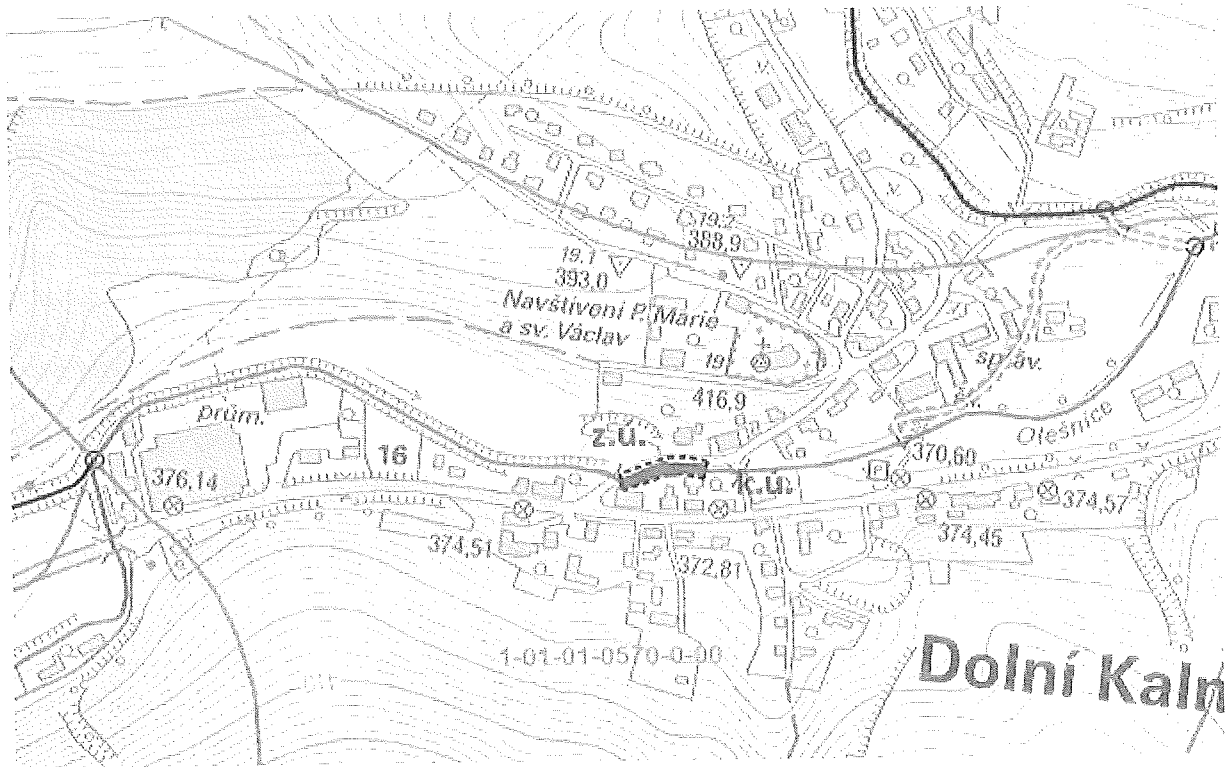 19.2
388,9
19.1
393,0
Navštívení P. Marie
a sv. Václav
19
správ.
416,9
prům.
z.ú.
Olešnice
16
370,60
376,14
k.ú.
374,57
374,51
374,45
372,81
1-01-01-0570-0-00
Dolní Kaln